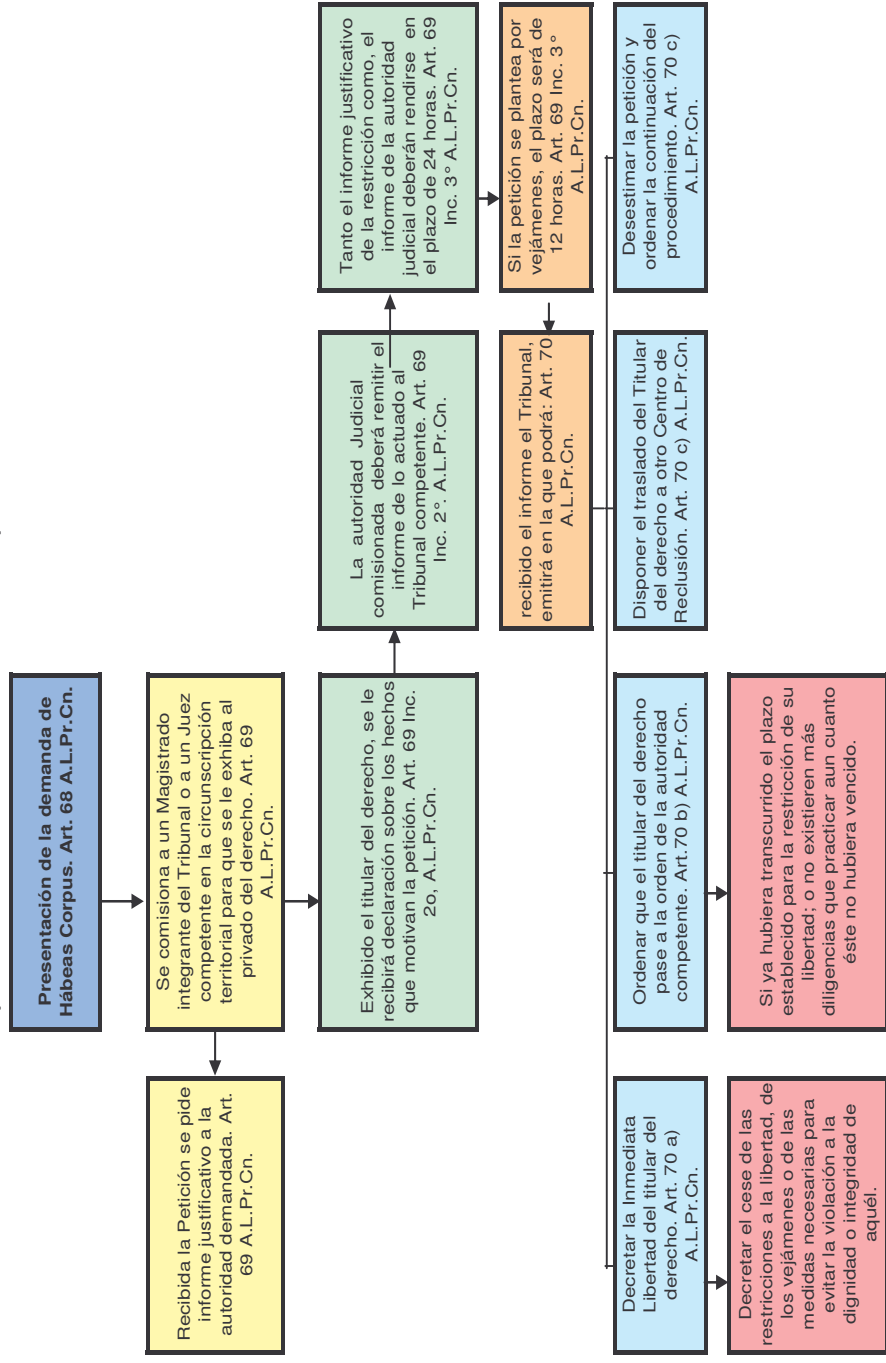 Presentación de la demanda de
Hábeas Corpus. Art. 68 A.L.Pr.Cn.
Recibida la Petición se pide
informe justificativo a la
autoridad demandada. Art.
69 A.L.Pr.Cn.
Se comisiona a un Magistrado
integrante del Tribunal o a un Juez
competente en la circunscripción
territorial para que se le exhiba al
privado del derecho. Art. 69
A.L.Pr.Cn.
Exhibido el titular del derecho, se le
recibirá declaración sobre los hechos
que motivan la petición. Art. 69 Inc.
2o, A.L.Pr.Cn.
La autoridad Judicial
comisionada deberá remitir el
informe de lo actuado al
Tribunal competente. Art. 69
Inc. 2°. A.L.Pr.Cn.
Tanto el informe justificativo
de la restricción como, el
informe de la autoridad
judicial deberán rendirse en
el plazo de 24 horas. Art. 69
Inc. 3° A.L.Pr.Cn.
recibido el informe el Tribunal,
emitirá en la que podrá: Art. 70
A.L.Pr.Cn.
Si la petición se plantea por
vejámenes, el plazo será de
12 horas. Art. 69 Inc. 3°
A.L.Pr.Cn.
Decretar la Inmediata
Libertad del titular del
derecho. Art. 70 a)
A.L.Pr.Cn.
Ordenar que el titular del derecho
pase a la orden de la autoridad
competente. Art.70 b) A.L.Pr.Cn.
Disponer el traslado del Titular
del derecho a otro Centro de
Reclusión. Art. 70 c) A.L.Pr.Cn.
Desestimar la petición y
ordenar la continuación del
procedimiento. Art. 70 c)
A.L.Pr.Cn.
Decretar el cese de las
restricciones a la libertad, de
los vejámenes o de las
medidas necesarias para
evitar la violación a la
dignidad o integridad de
aquél.
Si ya hubiera transcurrido el plazo
establecido para la restricción de su
libertad; o no existieren más
diligencias que practicar aun cuanto
éste no hubiera vencido.